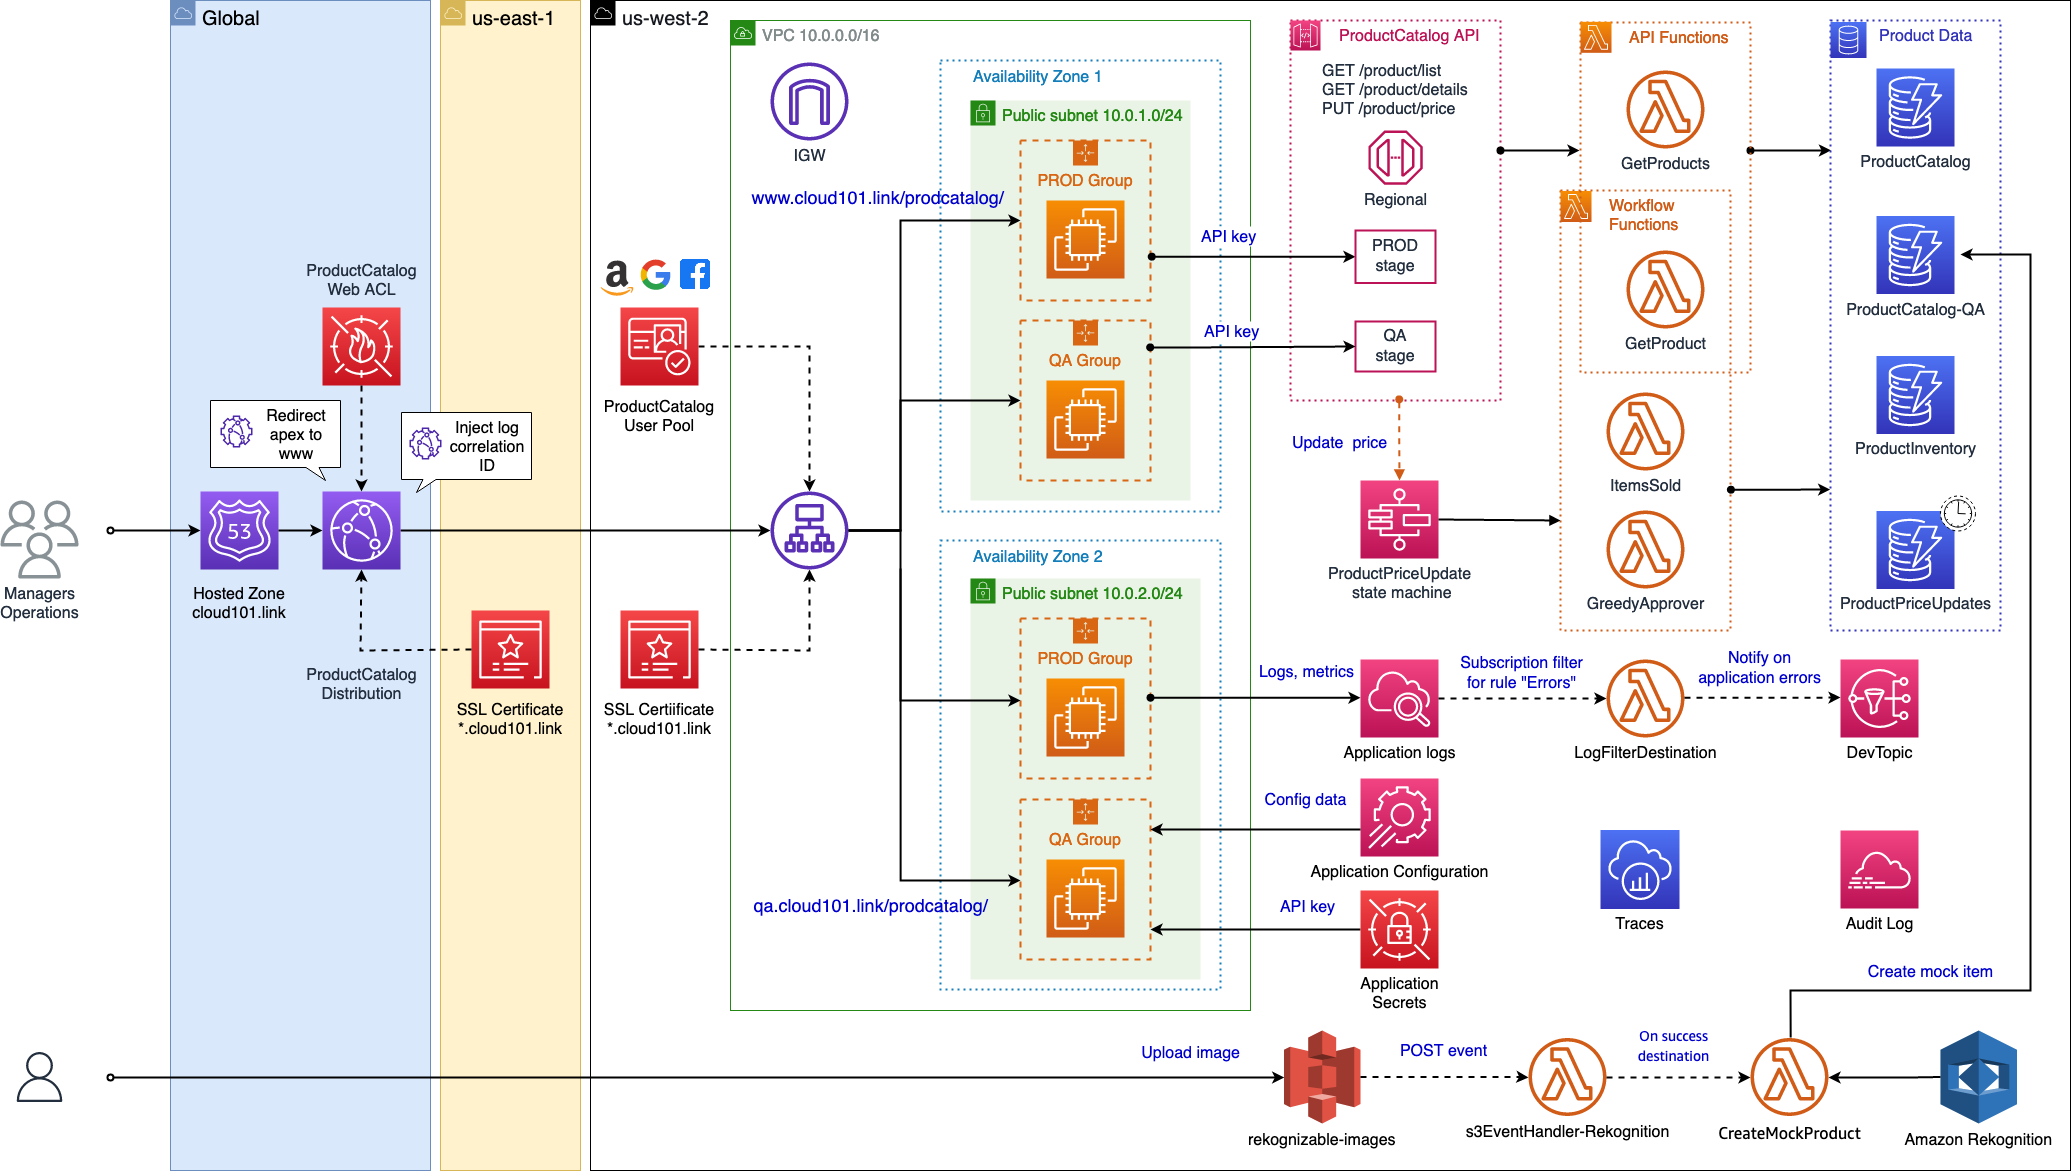 Global
us-east-1
us-west-2
VPC 10.0.0.0/16
IGW
Availability Zone 1
Public subnet 10.0.1.0/24
PROD Group
www.cloud101.link/prodcatalog/
QA Group
API key
API key
ProductCatalog API
GET /product/list
GET /product/details
PUT /product/price
Regional
PROD
stage
QA
stage
API Functions
GetProducts
Workflow
Functions
GetProduct
ItemsSold
GreedyApprover
Product Data
ProductCatalog
ProductCatalog-QA
ProductInventory
ProductPriceUpdates
ProductCatalog
Web ACL
Redirect
apex to
www
Inject log
correlation
ID
a
G
f
ProductCatalog
User Pool
Update  price
ProductPriceUpdate
state machine
Managers
Operations
53
Hosted Zone
cloud101.link
ProductCatalog
Distribution
SSL Certificate
*.cloud101.link
SSL Certiificate
*.cloud101.link
Availability Zone 2
Public subnet 10.0.2.0/24
PROD Group
QA Group
qa.cloud101.link/prodcatalog/
Logs, metrics
Application logs
Subscription filter
for rule "Errors"
LogFilterDestination
Notify on
application errors
DevTopic
Config data
Application Configuration
API key
Application
Secrets
Traces
Audit Log
Create mock item
Upload image
rekognizable-images
POST event
s3EventHandler-Rekognition
On success
destination
CreateMockProduct
Amazon Rekognition